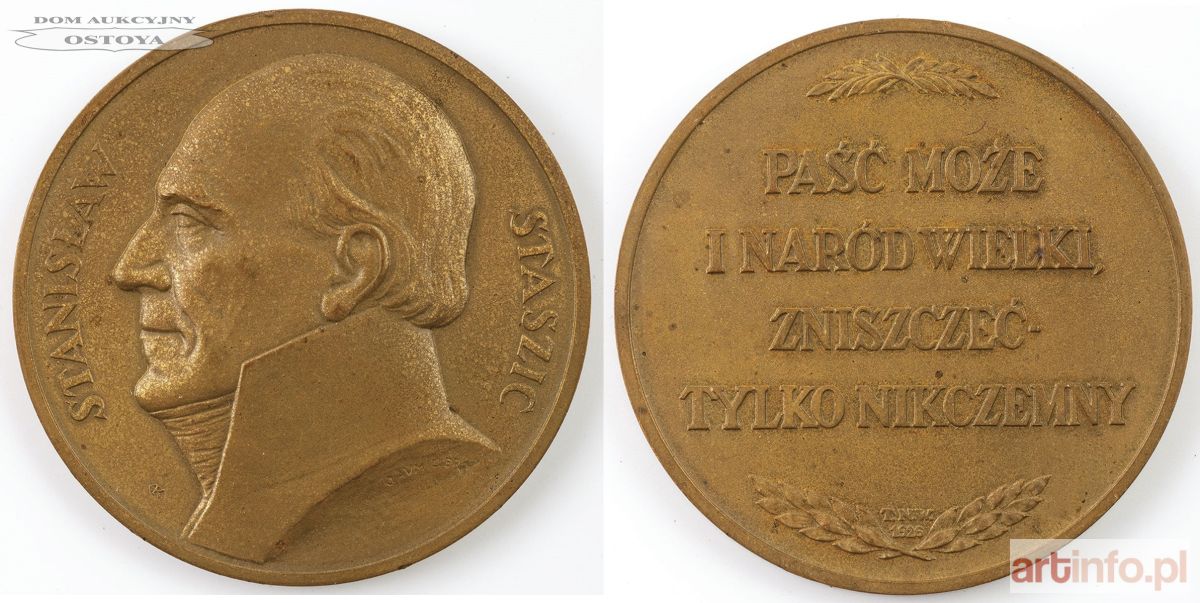 DOM AUKCYJNY
OSTOYA
STANISŁAW
STASZIC
PAŚĆ MOŻE
I NARÓD WIELKI,
ZNISZCZEĆ-
TYLKO NIKCZEMNY
1926
artinfo.pl